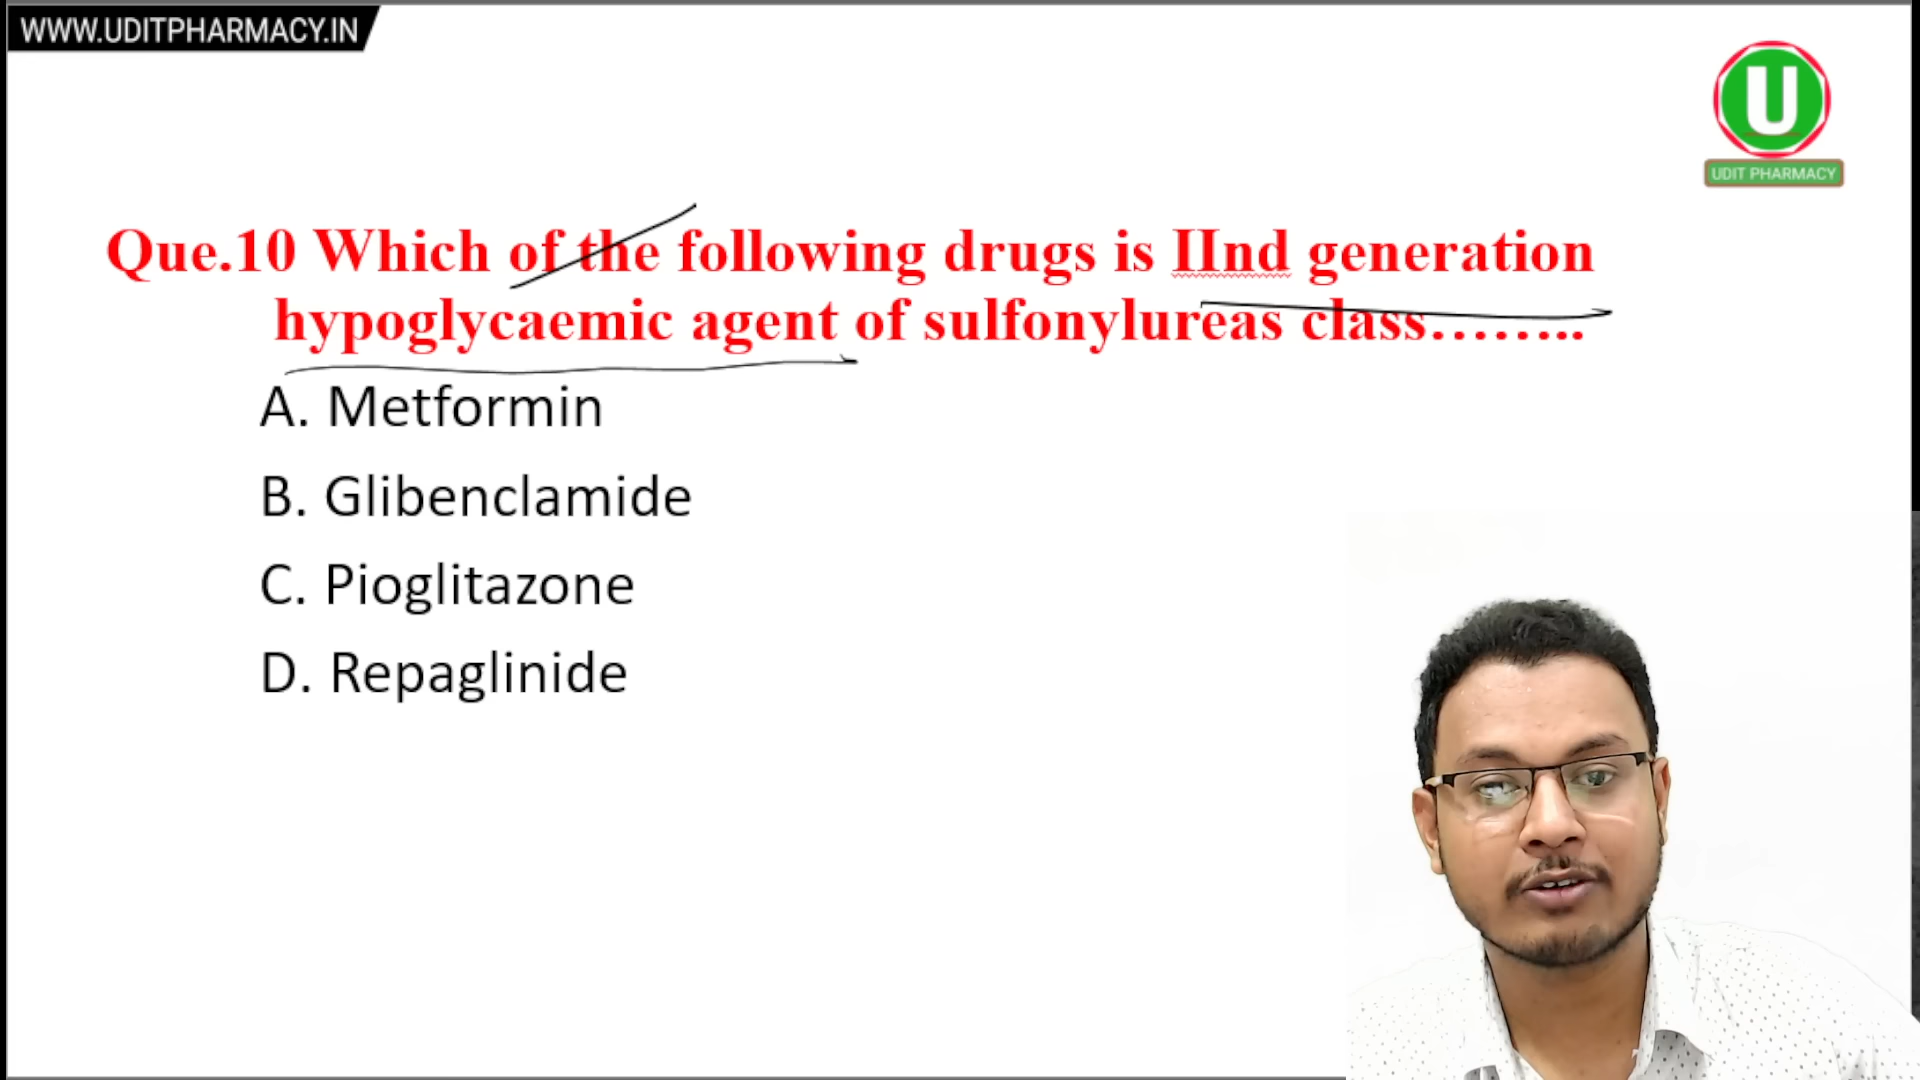 WWW.UDITPHARMACY.IN
U
UDIT PHARMACY
Que.10 Which of the following drugs is IInd generation
hypoglycaemic agent of sulfonylureas class……..
A. Metformin
B. Glibenclamide
C. Pioglitazone
D. Repaglinide